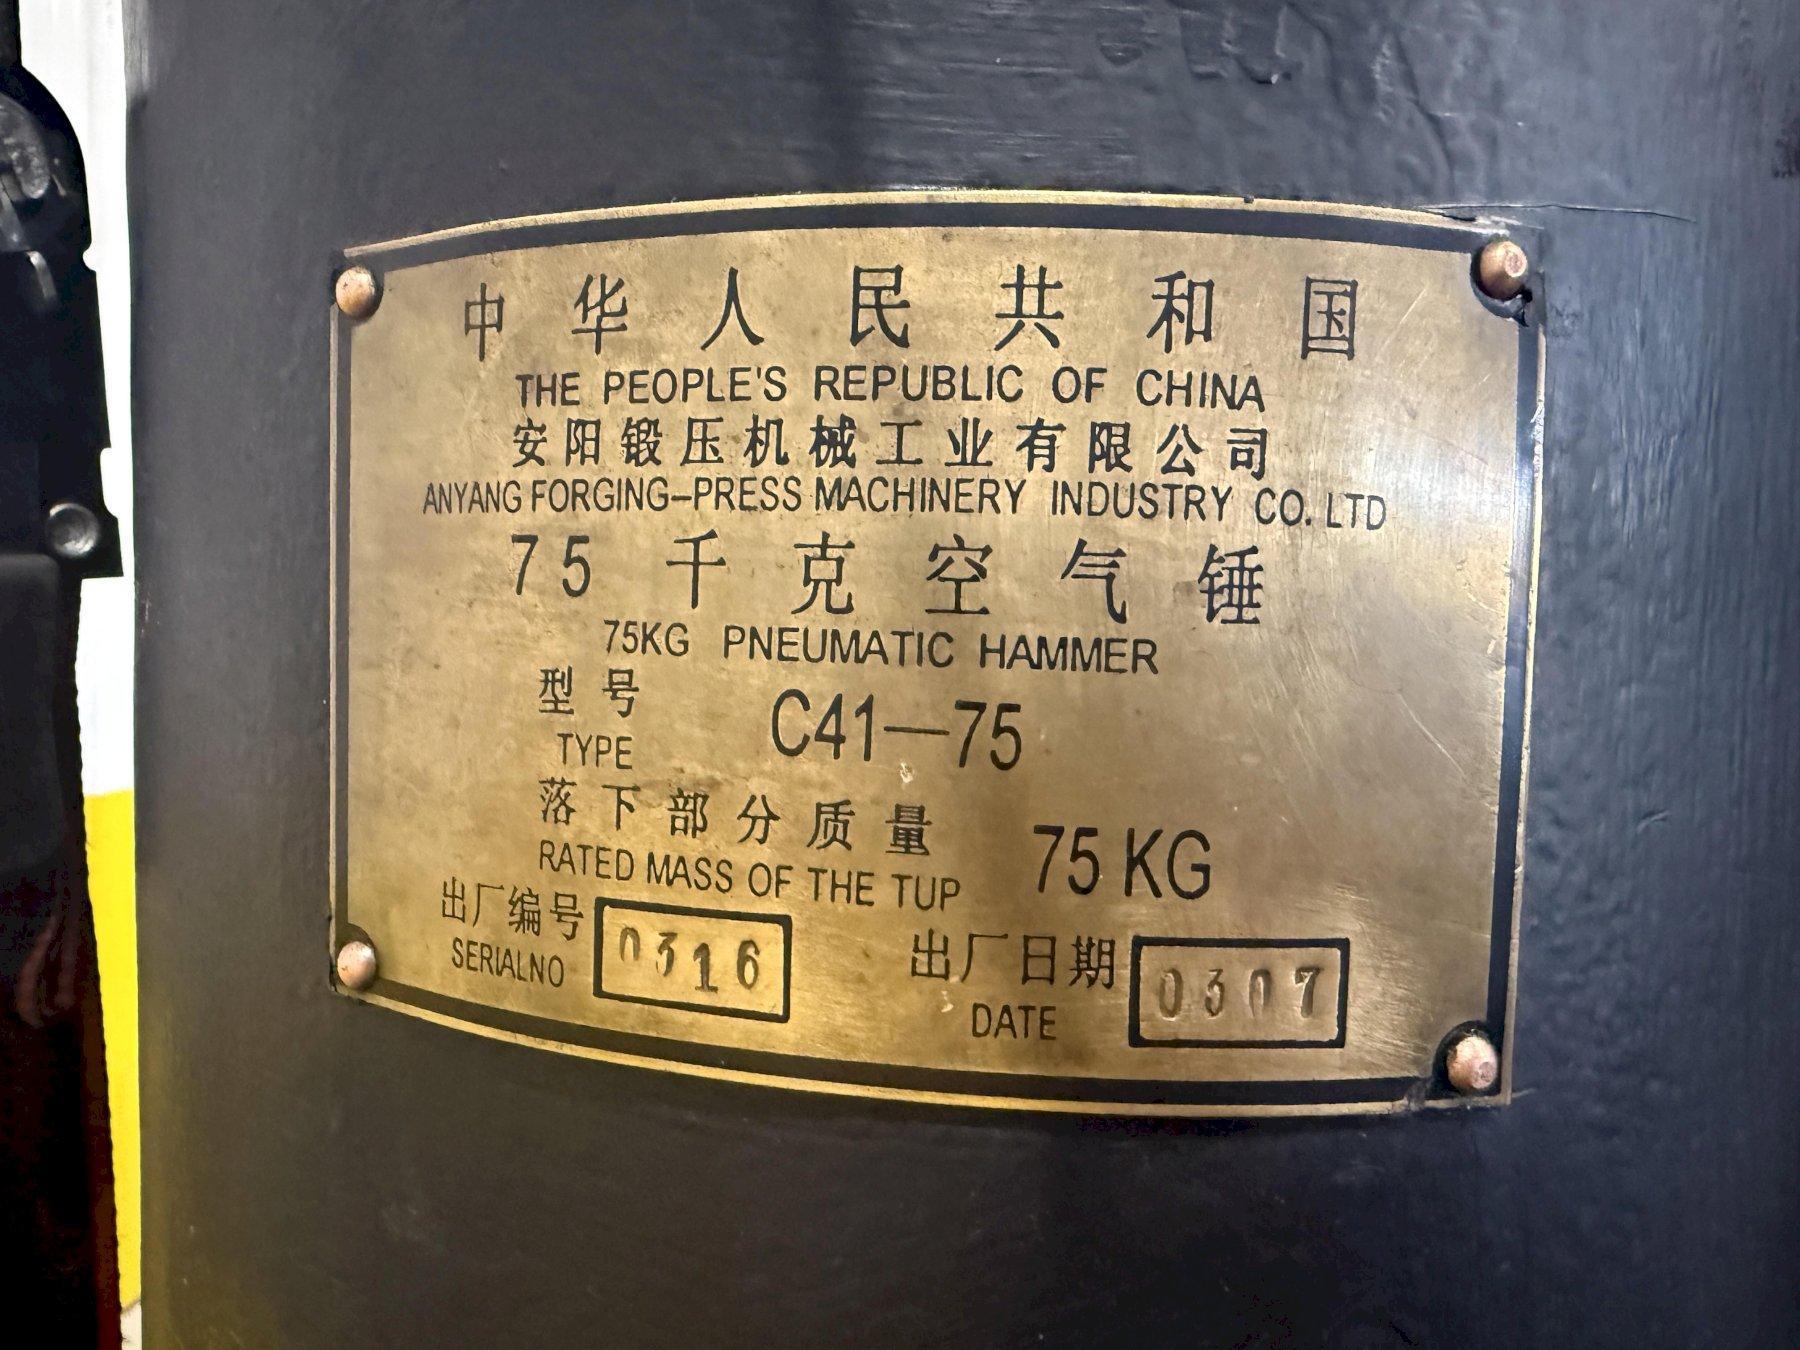 中华人民共和国
THE PEOPLE'S REPUBLIC OF CHINA
安阳锻压机械工业有限公司
ANYANG FORGING-PRESS MACHINERY INDUSTRY CO. LTD
75千克空气锤
75KG PNEUMATIC HAMMER
型号 C41—75
TYPE
落下部分质量 75 KG
RATED MASS OF THE TUP
出厂编号 0316 出厂日期 0307
SERIALNO DATE